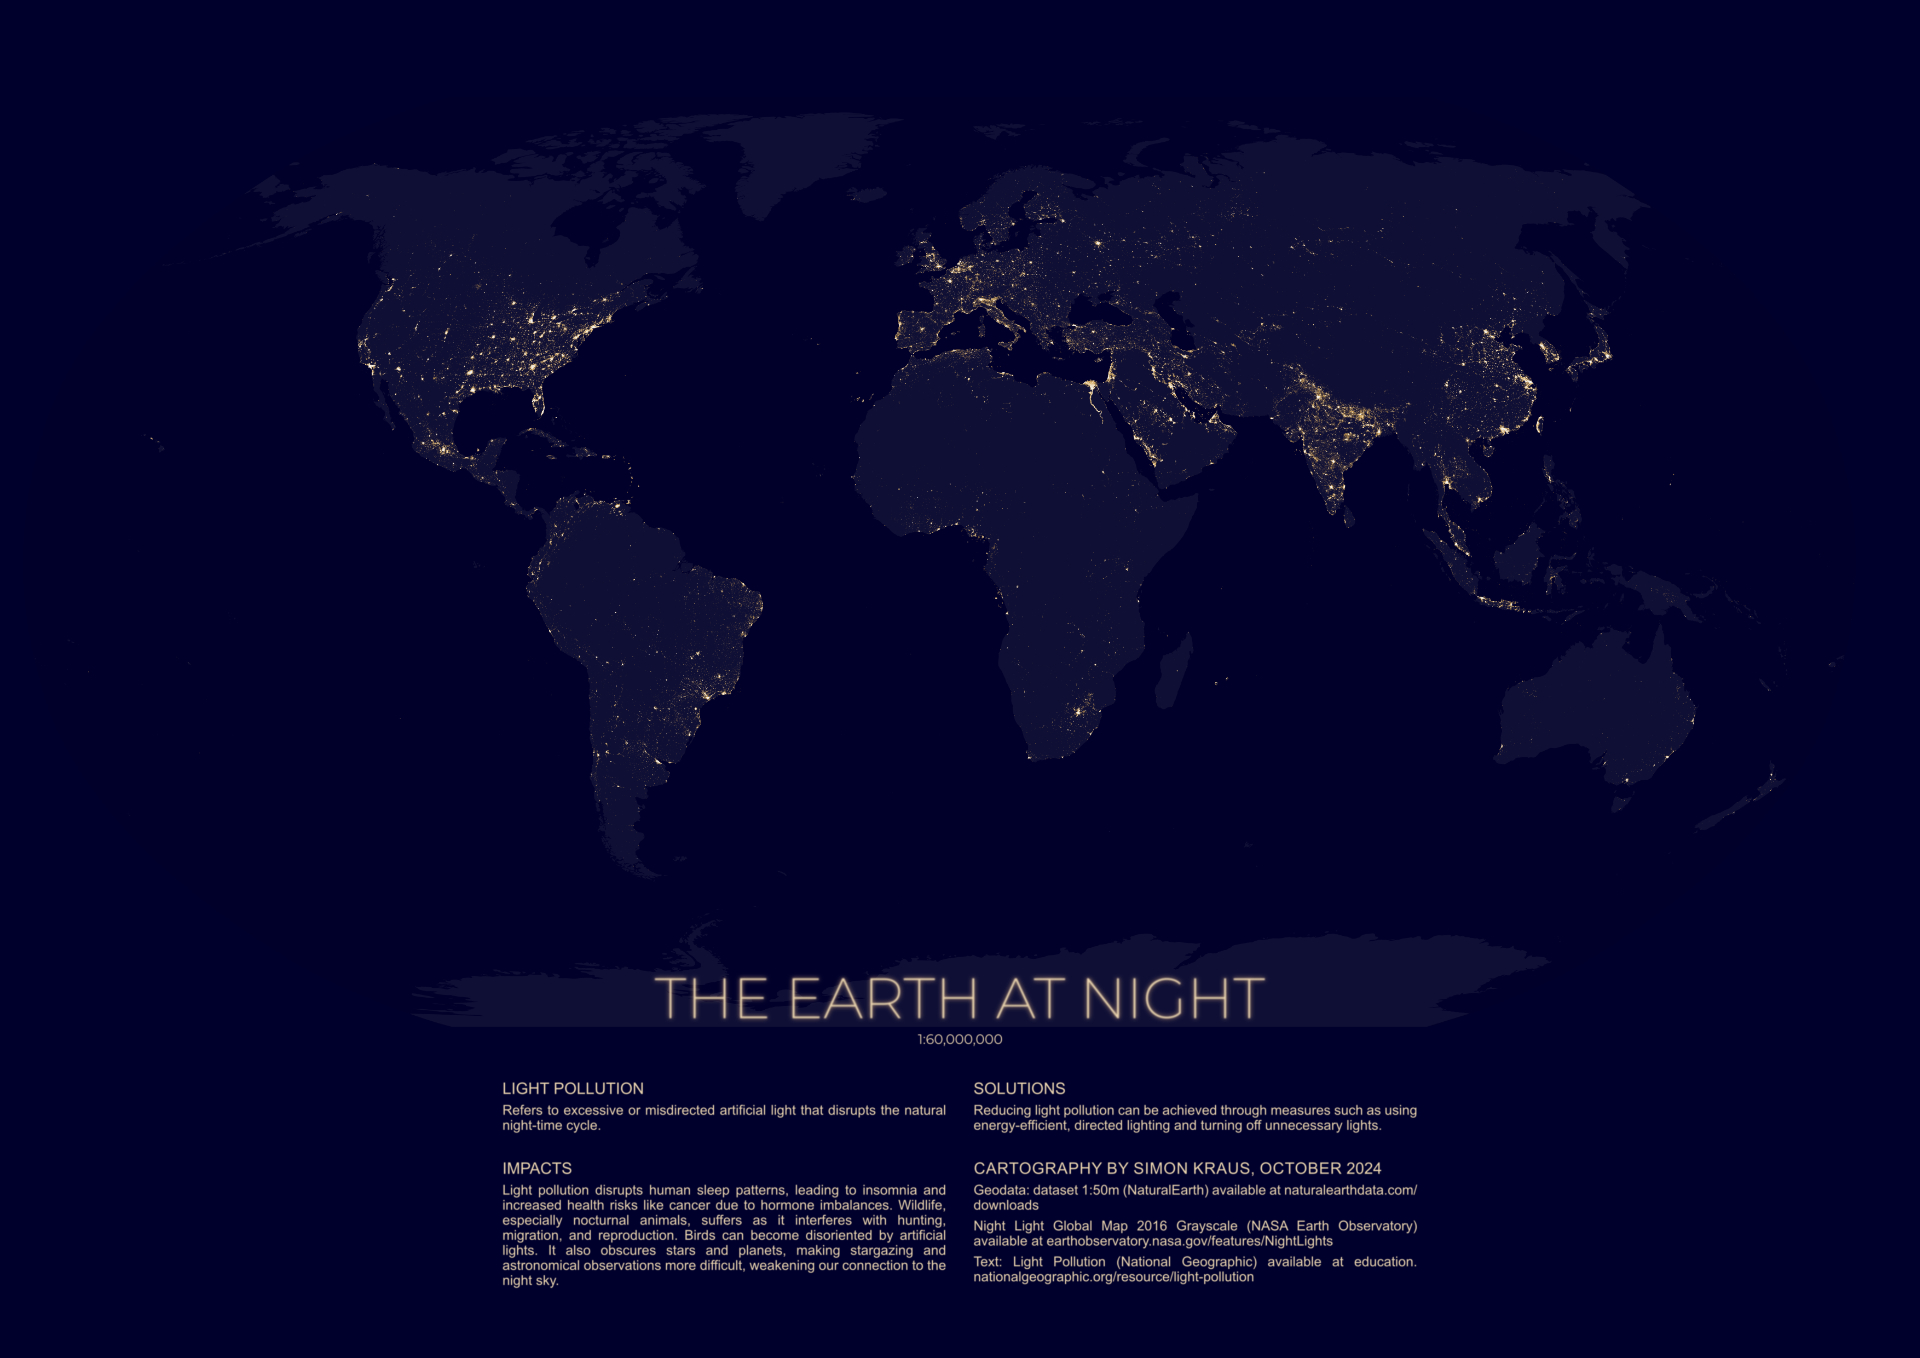 THE EARTH AT NIGHT
1:60,000,000
LIGHT POLLUTION
Refers to excessive or misdirected artificial light that disrupts the natural
night-time cycle.
IMPACTS
Light pollution disrupts human sleep patterns, leading to insomnia and
increased health risks like cancer due to hormone imbalances. Wildlife,
especially nocturnal animals, suffers as it interferes with hunting,
migration, and reproduction. Birds can become disoriented by artificial
lights. It also obscures stars and planets, making stargazing and
astronomical observations more difficult, weakening our connection to the
night sky.
SOLUTIONS
Reducing light pollution can be achieved through measures such as using
energy-efficient, directed lighting and turning off unnecessary lights.
CARTOGRAPHY BY SIMON KRAUS, OCTOBER 2024
Geodata: dataset 1:50m (NaturalEarth) available at naturalearthdata.com/
downloads
Night Light Global Map 2016 Grayscale (NASA Earth Observatory)
available at earthobservatory.nasa.gov/features/NightLights
Text: Light Pollution (National Geographic) available at education.
nationalgeographic.org/resource/light-pollution